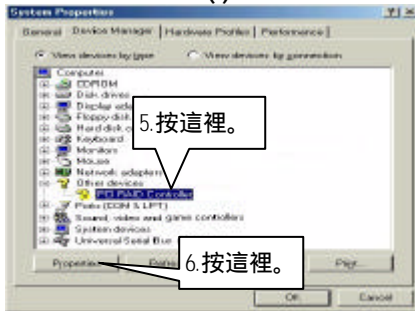 System Properties
General Device Manager Hardware Profiles Performance
View devices by type View devices by connection
Computer
CDROM
Disk drives
Display adap
Floppy disk
Hard disk c
Keyboard
Monitors
Mouse
Network adapters
Other devices
PCI RAID Controller
Ports (COM & LPT)
Sound, video and game controllers
System devices
Universal Serial Bus
5.按這裡。
Properties Print...
6.按這裡。
OK Cancel